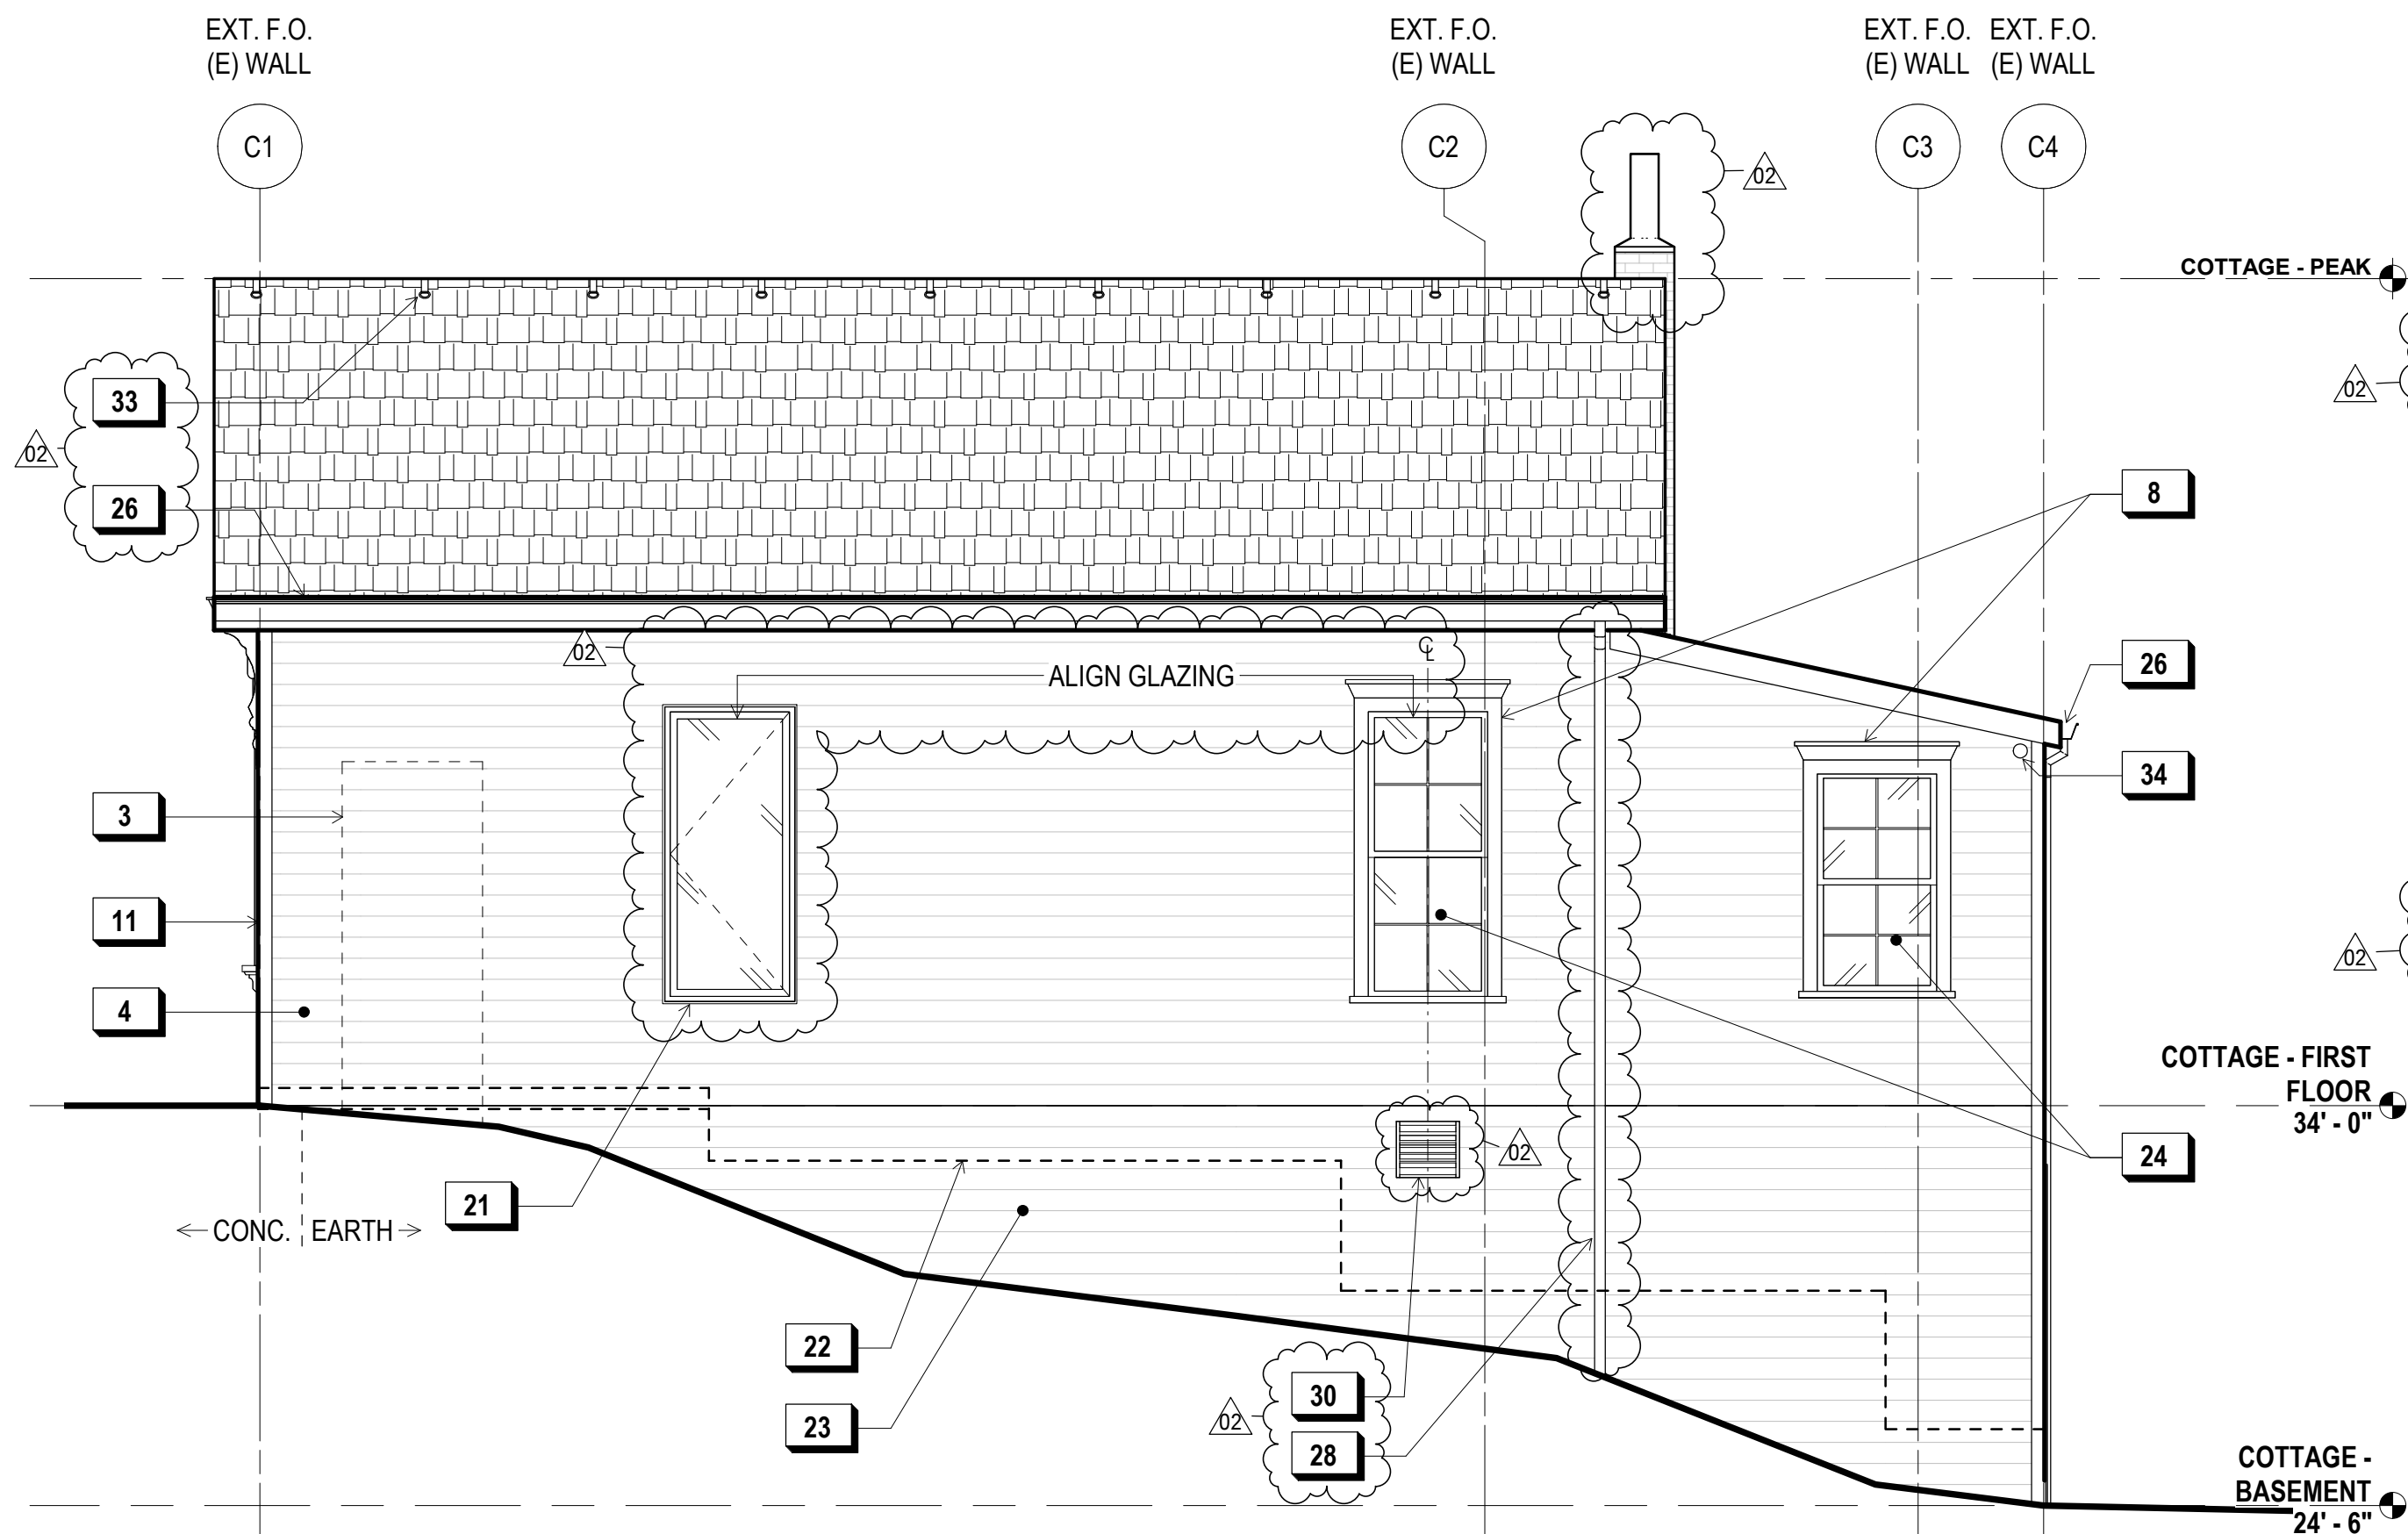 EXT. F.O.
(E) WALL
EXT. F.O.
(E) WALL
EXT. F.O.
(E) WALL
EXT. F.O.
(E) WALL
C1
C2
C3
C4
02
COTTAGE - PEAK
02
33
02
26
8
02
℄
ALIGN GLAZING
26
34
3
11
02
4
COTTAGE - FIRST
FLOOR
34' - 0"
02
24
21
CONC.
EARTH
22
30
02
23
28
COTTAGE -
BASEMENT
24' - 6"